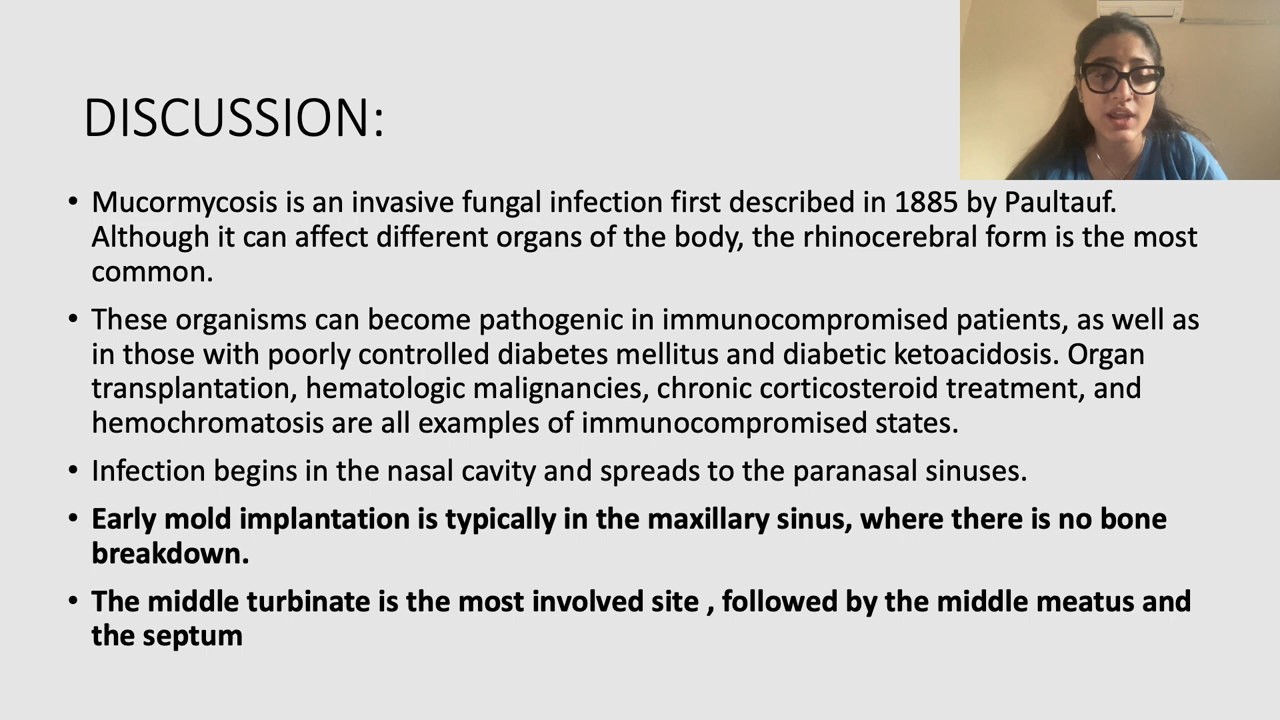 DISCUSSION:
• Mucormycosis is an invasive fungal infection first described in 1885 by Paultauf.
Although it can affect different organs of the body, the rhinocerebral form is the most
common.
• These organisms can become pathogenic in immunocompromised patients, as well as
in those with poorly controlled diabetes mellitus and diabetic ketoacidosis. Organ
transplantation, hematologic malignancies, chronic corticosteroid treatment, and
hemochromatosis are all examples of immunocompromised states.
• Infection begins in the nasal cavity and spreads to the paranasal sinuses.
• Early mold implantation is typically in the maxillary sinus, where there is no bone
breakdown.
• The middle turbinate is the most involved site , followed by the middle meatus and
the septum